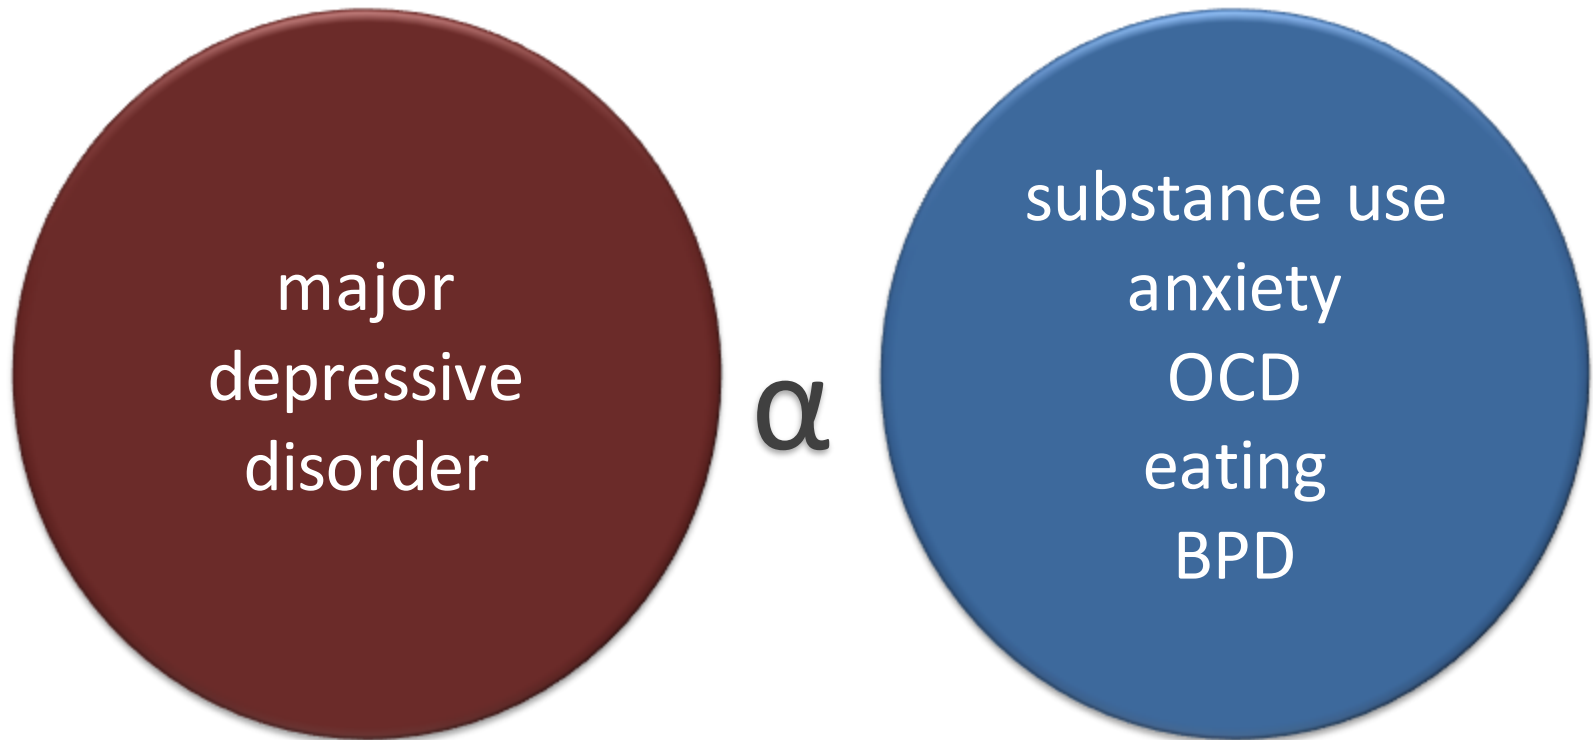 major
depressive
disorder
α
substance use
anxiety
OCD
eating
BPD